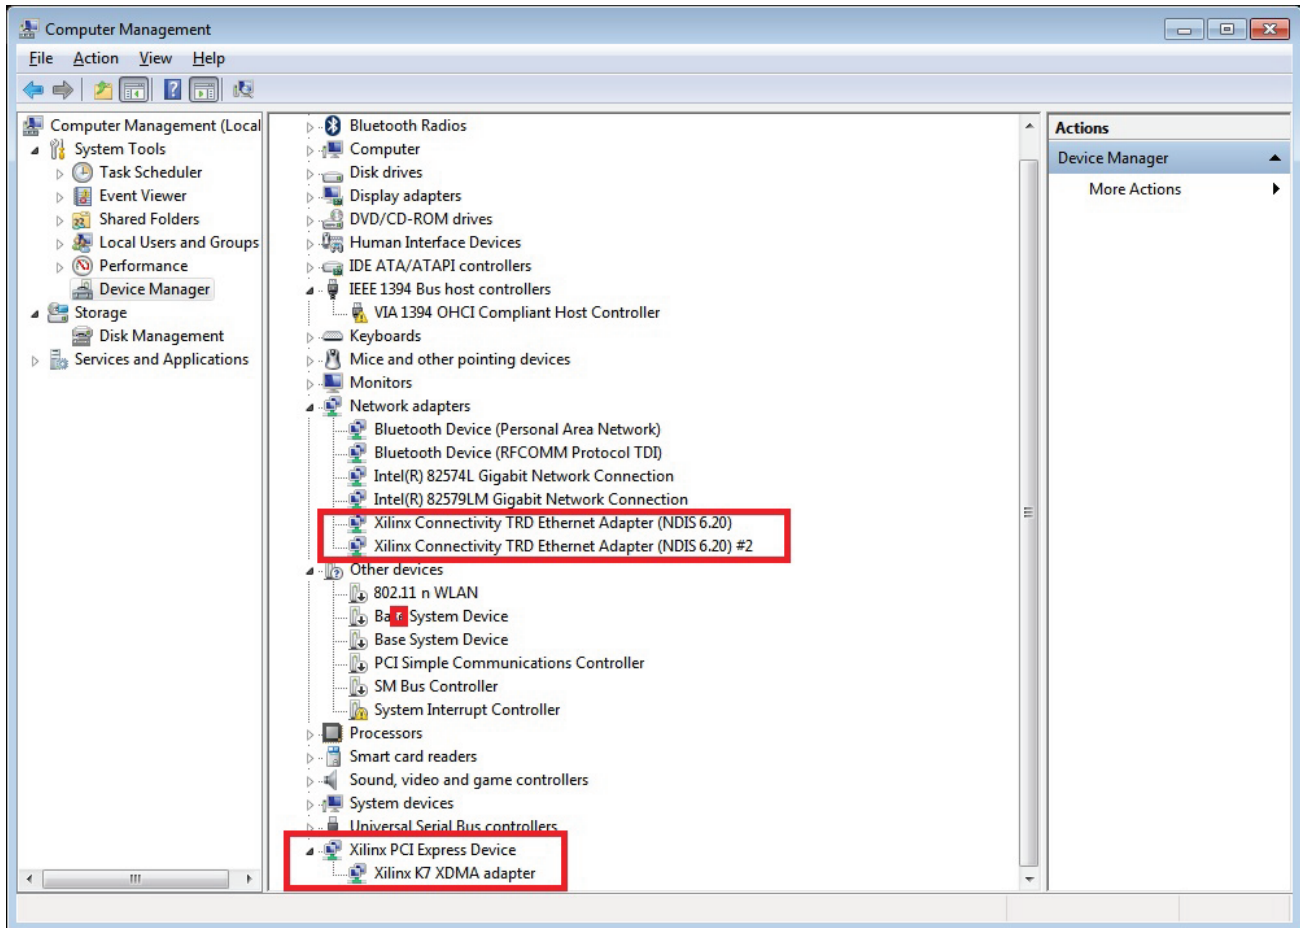 Computer Management
File Action View Help
Computer Management (Local
System Tools
Task Scheduler
Event Viewer
Shared Folders
Local Users and Groups
Performance
Device Manager
Storage
Disk Management
Services and Applications
Bluetooth Radios
Computer
Disk drives
Display adapters
DVD/CD-ROM drives
Human Interface Devices
IDE ATA/ATAPI controllers
IEEE 1394 Bus host controllers
VIA 1394 OHCI Compliant Host Controller
Keyboards
Mice and other pointing devices
Monitors
Network adapters
Bluetooth Device (Personal Area Network)
Bluetooth Device (RFCOMM Protocol TDI)
Intel(R) 82574L Gigabit Network Connection
Intel(R) 82579LM Gigabit Network Connection
Xilinx Connectivity TRD Ethernet Adapter (NDIS 6.20)
Xilinx Connectivity TRD Ethernet Adapter (NDIS 6.20) #2
Other devices
802.11 n WLAN
Base System Device
Base System Device
PCI Simple Communications Controller
SM Bus Controller
System Interrupt Controller
Processors
Smart card readers
Sound, video and game controllers
System devices
Universal Serial Bus controllers
Xilinx PCI Express Device
Xilinx K7 XDMA adapter
Actions
Device Manager
More Actions